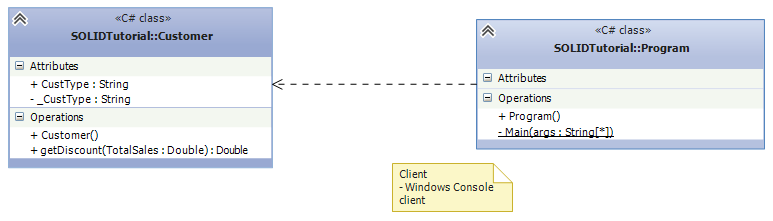 «C# class»
SOLIDTutorial::Customer
Attributes
+ CustType : String
- _CustType : String
Operations
+ Customer()
+ getDiscount(TotalSales : Double) : Double
«C# class»
SOLIDTutorial::Program
Attributes
Operations
+ Program()
- Main(args : String[*])
Client
- Windows Console
client